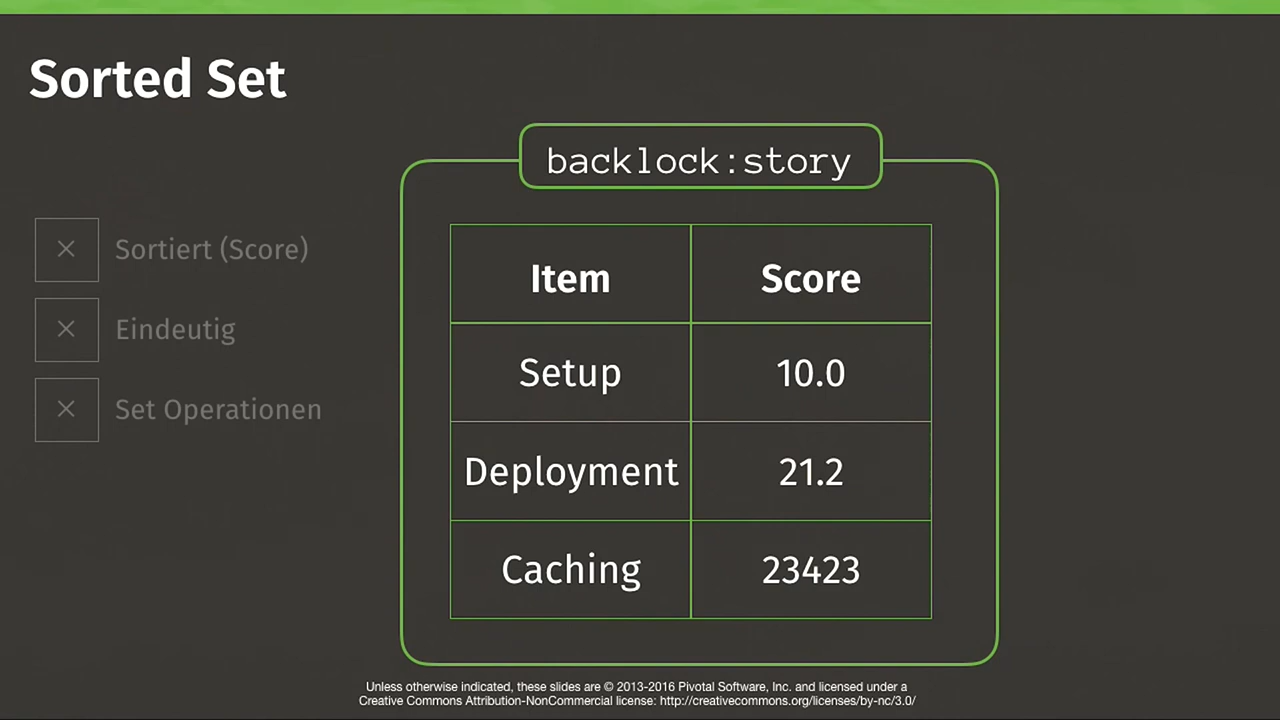 Sorted Set
backlock:story
Sortiert (Score)
Eindeutig
Set Operationen
Item Score
Setup 10.0
Deployment 21.2
Caching 23423
Unless otherwise indicated, these slides are © 2013-2016 Pivotal Software, Inc. and licensed under a
Creative Commons Attribution-NonCommercial license: http://creativecommons.org/licenses/by-nc/3.0/